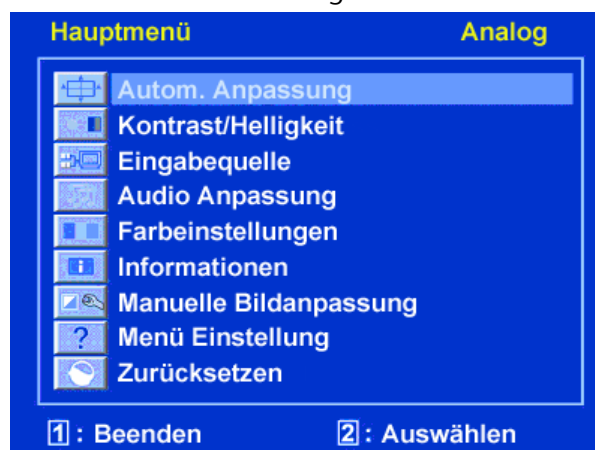 Hauptmenü Analog
Autom. Anpassung
Kontrast/Helligkeit
Eingabequelle
Audio Anpassung
Farbeinstellungen
Informationen
Manuelle Bildanpassung
Menü Einstellung
Zurücksetzen
1 : Beenden 2 : Auswählen